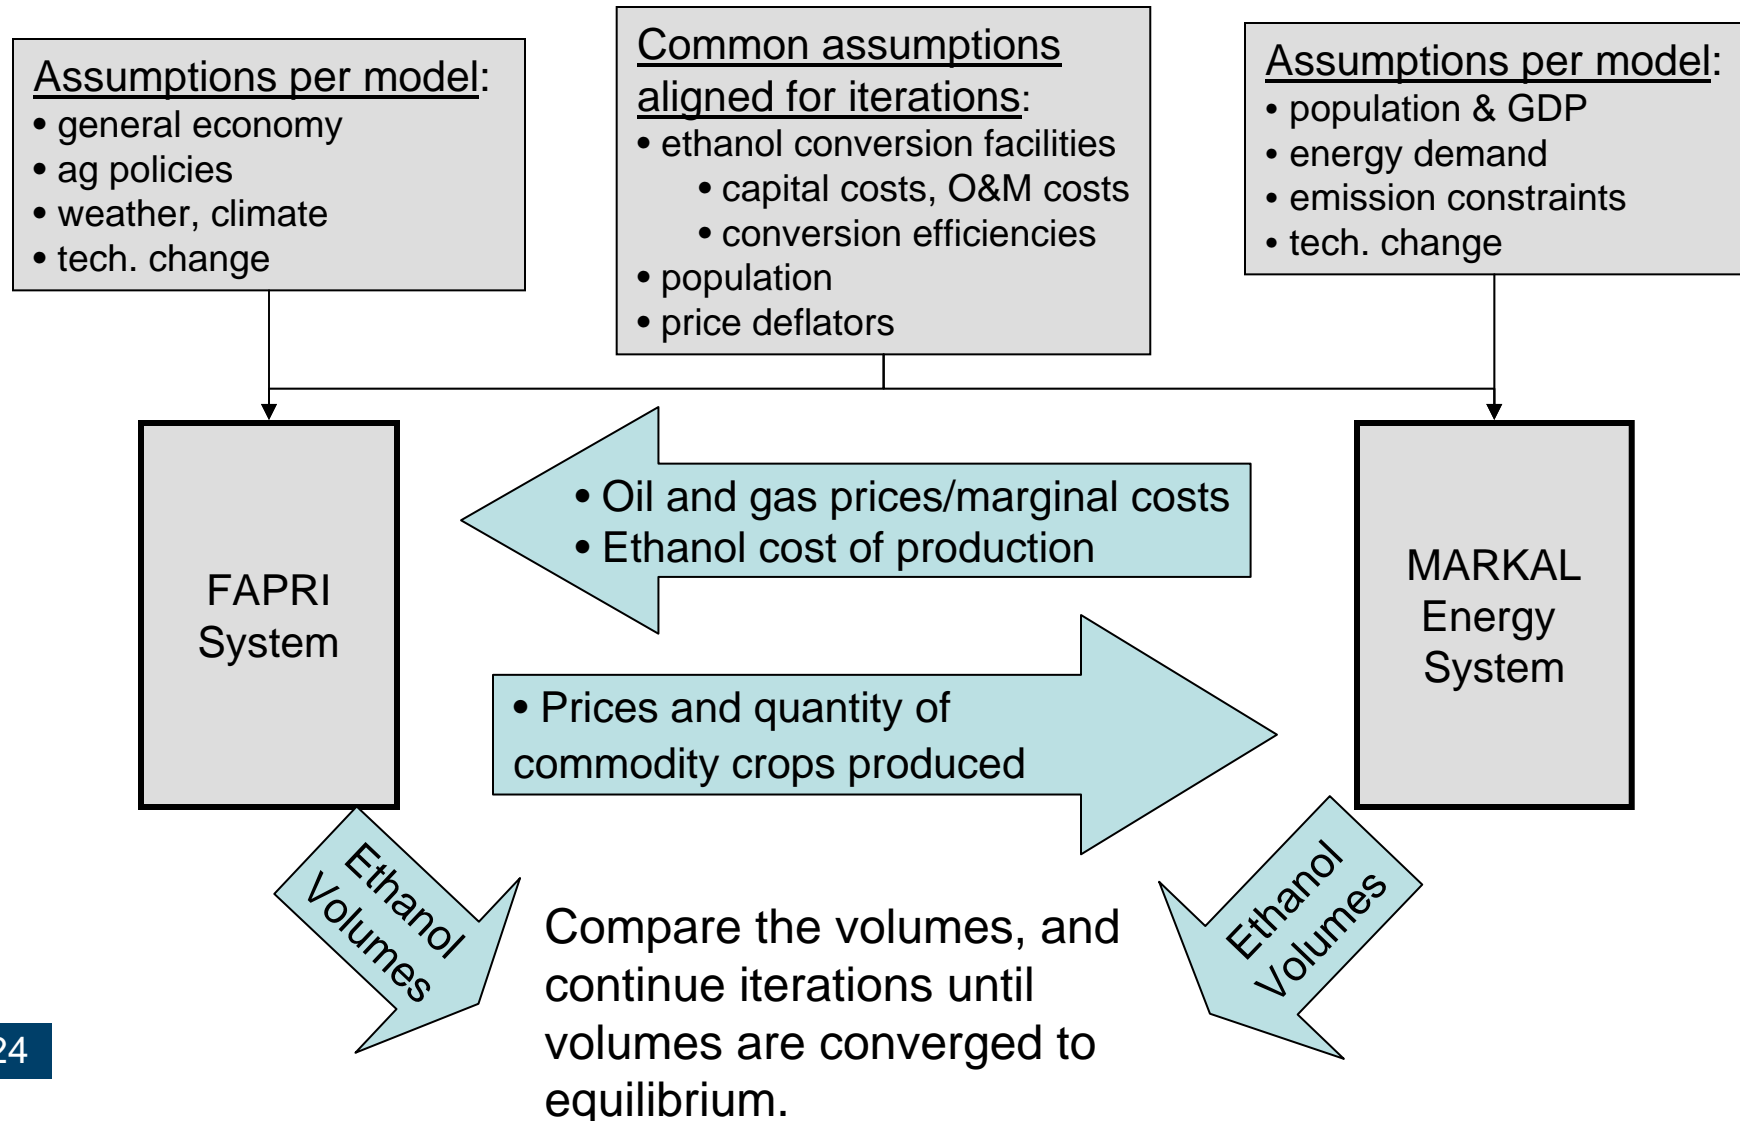 Assumptions per model:
• general economy
• ag policies
• weather, climate
• tech. change
Common assumptions
aligned for iterations:
• ethanol conversion facilities
• capital costs, O&M costs
• conversion efficiencies
• population
• price deflators
Assumptions per model:
• population & GDP
• energy demand
• emission constraints
• tech. change
• Oil and gas prices/marginal costs
• Ethanol cost of production
FAPRI
System
MARKAL
Energy
System
• Prices and quantity of
commodity crops produced
Ethanol
Volumes
Ethanol
Volumes
Compare the volumes, and
continue iterations until
volumes are converged to
equilibrium.
24